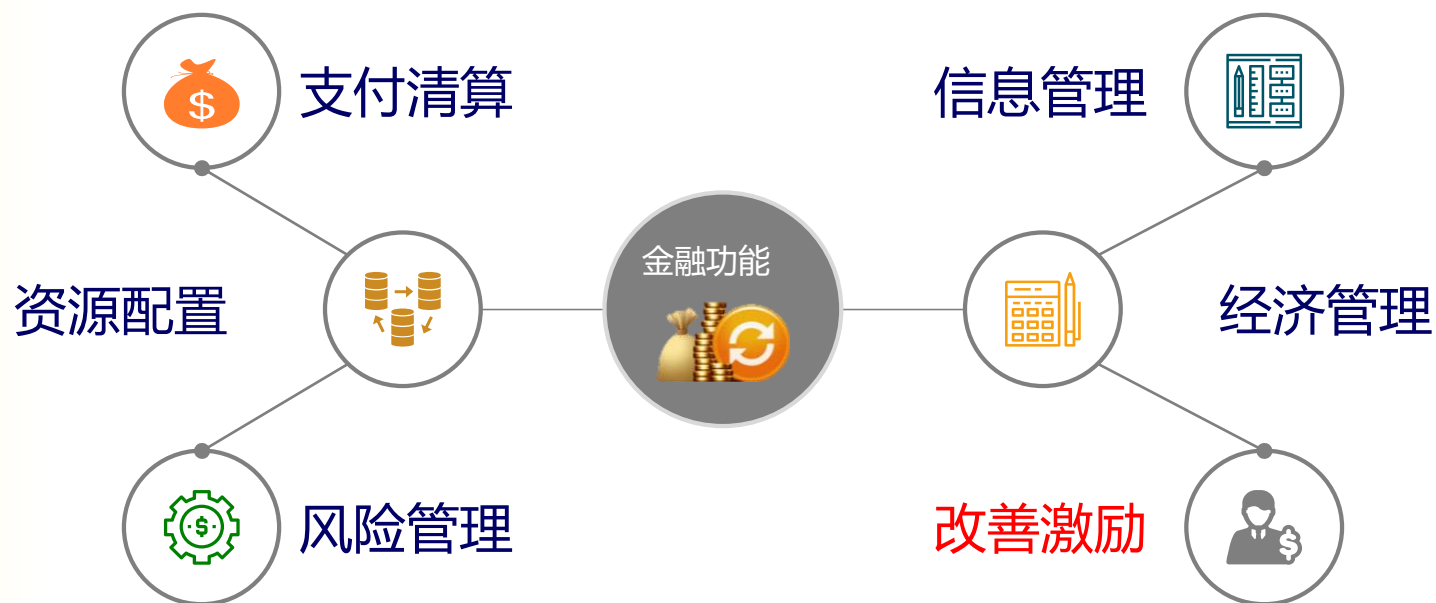 支付清算
信息管理
金融功能
资源配置
经济管理
风险管理
改善激励